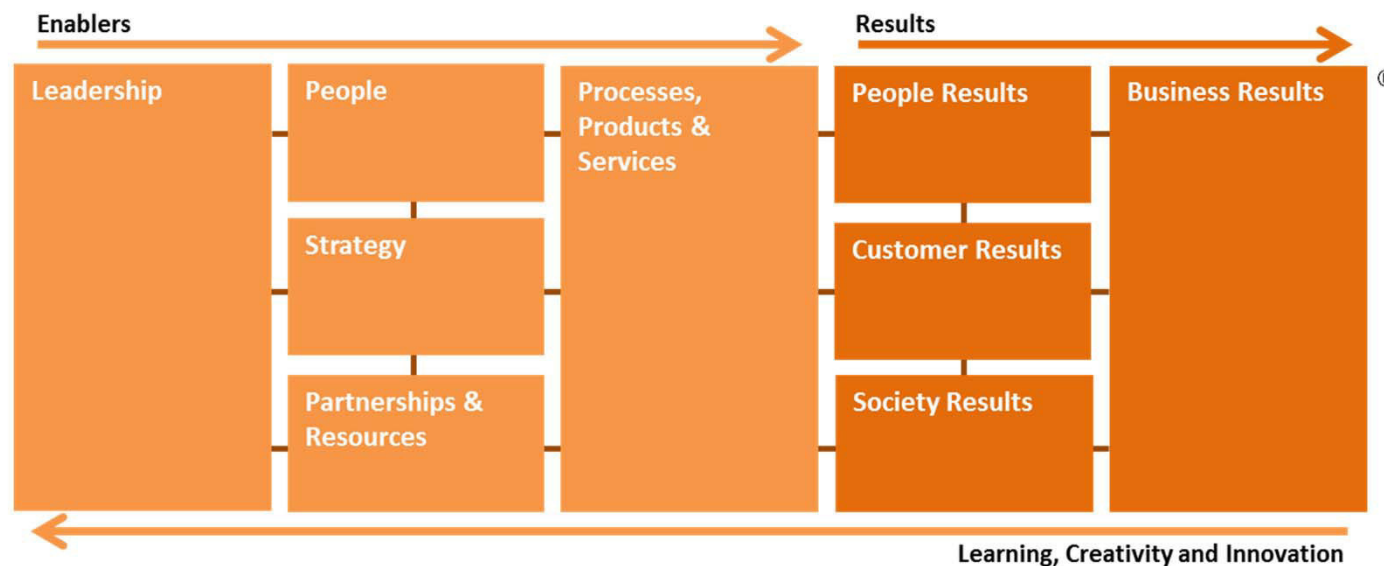 Enablers
Results
Leadership
People
Processes,
Products &
Services
People Results
Business Results
Strategy
Customer Results
Partnerships &
Resources
Society Results
Learning, Creativity and Innovation